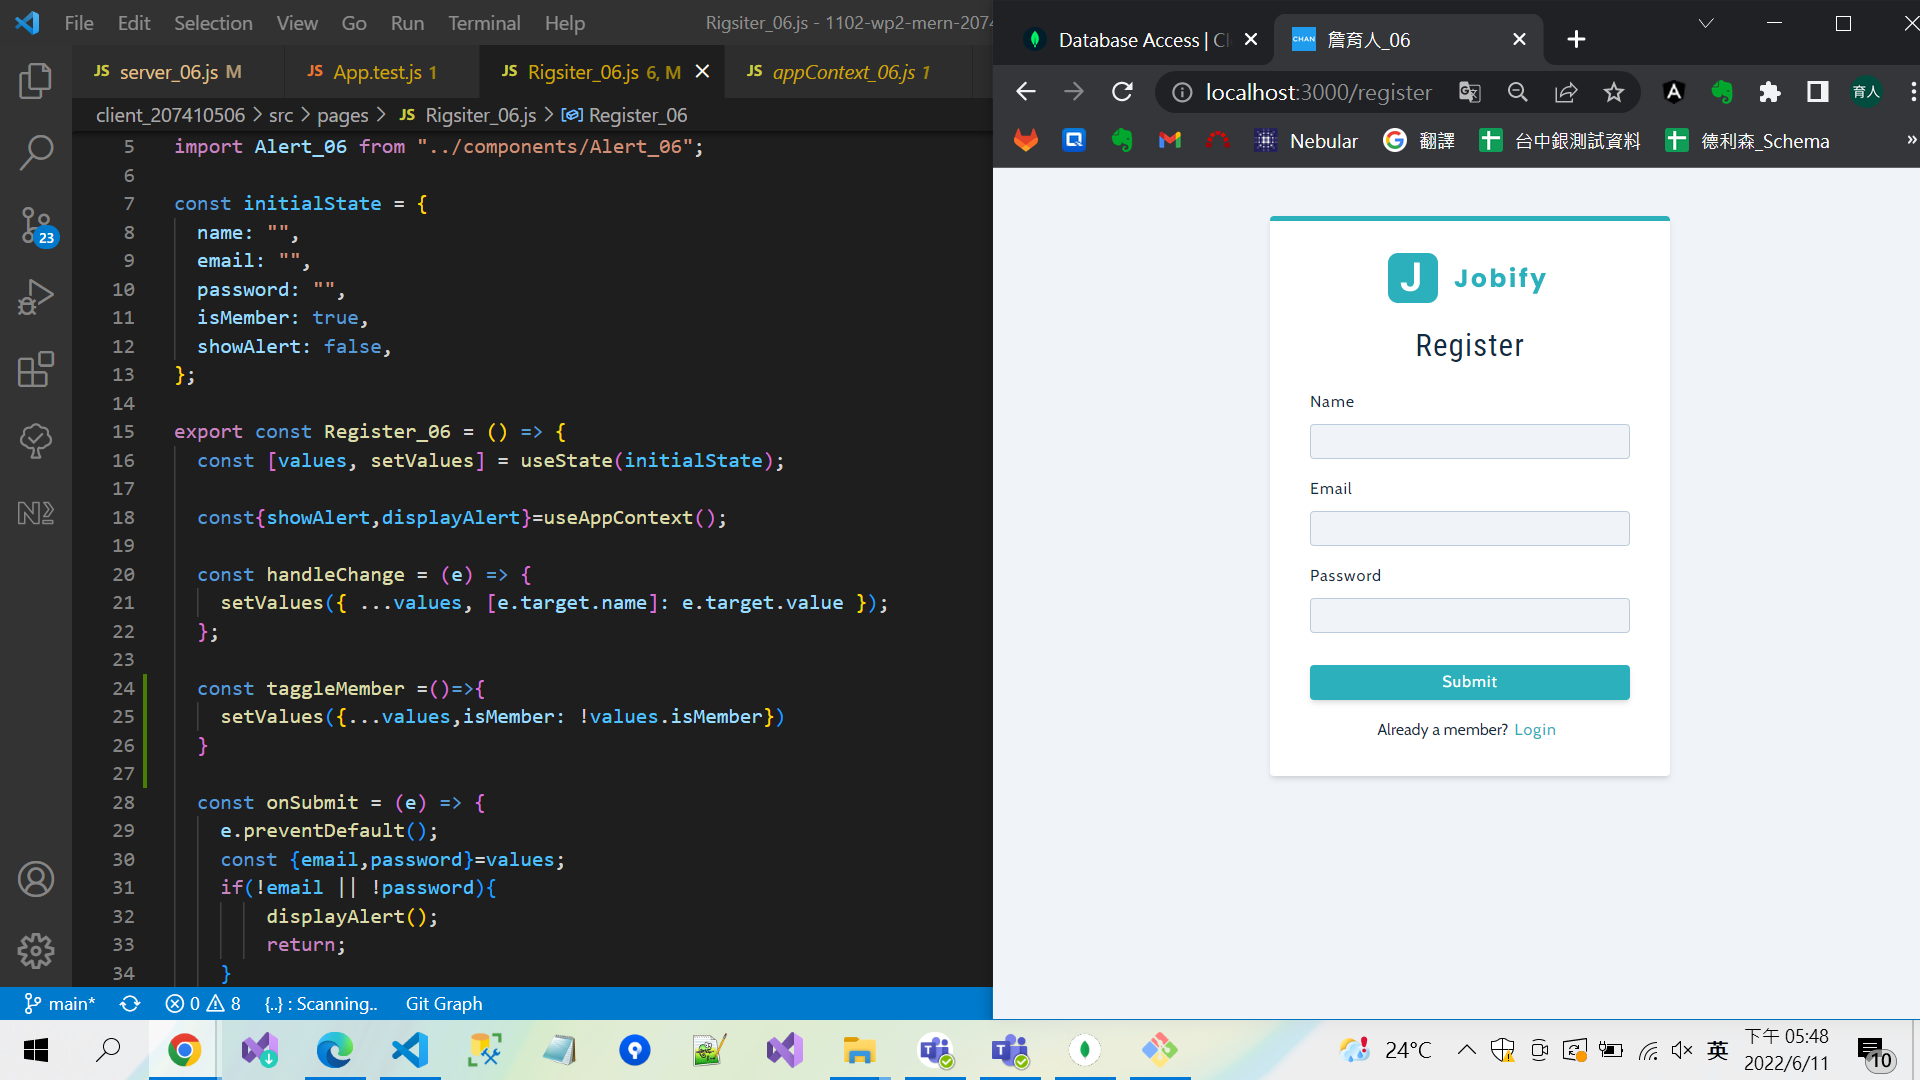 File Edit Selection View Go Run Terminal Help Rigsiter_06.js - 1102-wp2-mern-2074
JS server_06.js M JS App.test.js 1 JS Rigsiter_06.js 6, M JS appContext_06.js 1
client_207410506 > src > pages > JS Rigsiter_06.js > Register_06
5 import Alert_06 from "../components/Alert_06";
6
7 const initialState = {
8 name: "",
9 email: "",
10 password: "",
11 isMember: true,
12 showAlert: false,
13 };
14
15 export const Register_06 = () => {
16 const [values, setValues] = useState(initialState);
17
18 const{showAlert,displayAlert}=useAppContext();
19
20 const handleChange = (e) => {
21 setValues({ ...values, [e.target.name]: e.target.value });
22 };
23
24 const taggleMember =()=>{
25 setValues({...values,isMember: !values.isMember})
26 }
27
28 const onSubmit = (e) => {
29 e.preventDefault();
30 const {email,password}=values;
31 if(!email || !password){
32 displayAlert();
33 return;
34 }
23
main* 0 8 {..} : Scanning.. Git Graph
Database Access | Cl CHAN 詹育人_06
localhost:3000/register 育人
Nebular 翻譯 台中銀測試資料 德利森_Schema »
J Jobify
Register
Name
Email
Password
Submit
Already a member? Login
24°C 英 下午 05:48
2022/6/11
10